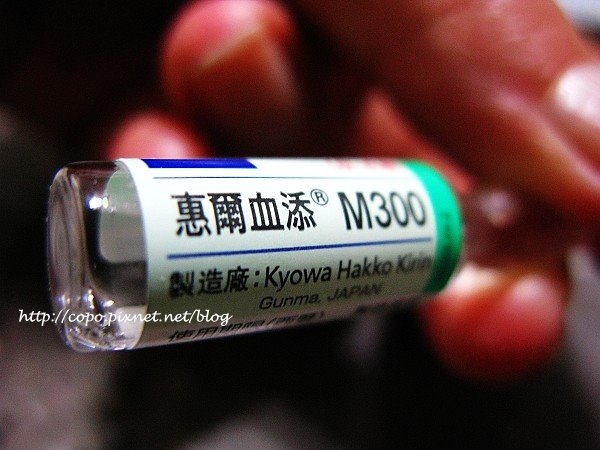 惠爾血添® M300
製造廠：Kyowa Hakko Kirin
Gunma, JAPAN
http://copo.pixnet.net/blog